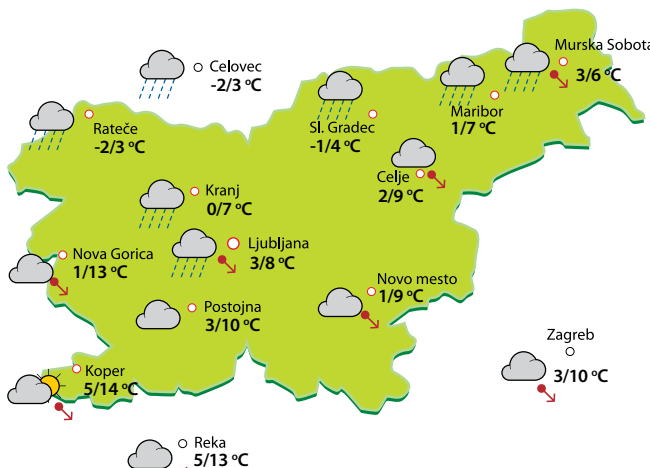 Murska Sobota
3/6 °C
Celovec
-2/3 °C
Maribor
1/7 °C
Sl. Gradec
-1/4 °C
Rateče
-2/3 °C
Celje
2/9 °C
Kranj
0/7 °C
Ljubljana
3/8 °C
Nova Gorica
1/13 °C
Novo mesto
1/9 °C
Postojna
3/10 °C
Zagreb
3/10 °C
Koper
5/14 °C
Reka
5/13 °C